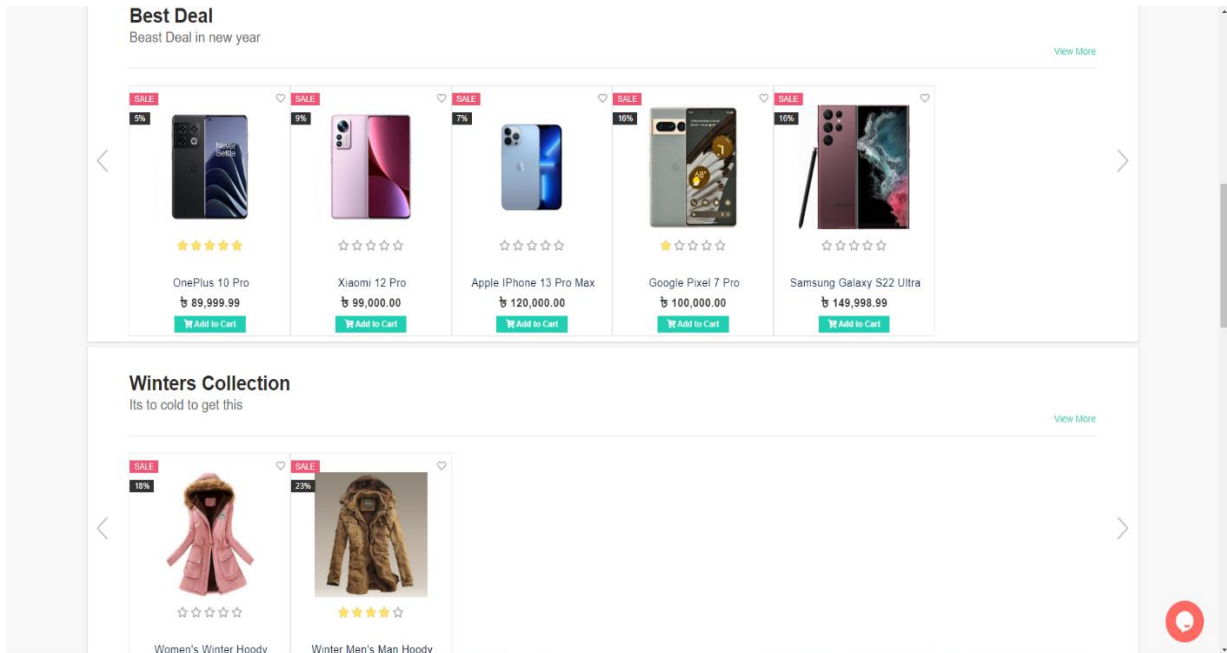 Best Deal
Beast Deal in new year
View More
SALE
5%
Never
Settle
OnePlus 10 Pro
৳ 89,999.99
Add to Cart
SALE
9%
Xiaomi 12 Pro
৳ 99,000.00
Add to Cart
SALE
7%
Apple IPhone 13 Pro Max
৳ 120,000.00
Add to Cart
SALE
16%
Google Pixel 7 Pro
৳ 100,000.00
Add to Cart
SALE
16%
Samsung Galaxy S22 Ultra
৳ 149,998.99
Add to Cart
Winters Collection
Its to cold to get this
View More
SALE
18%
Women's Winter Hoody
SALE
23%
Winter Men's Man Hoody